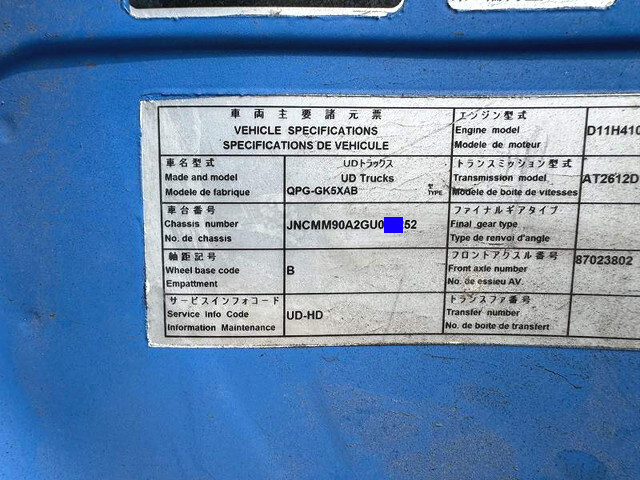 車両主要諸元票
VEHICLE SPECIFICATIONS
SPECIFICATIONS DE VEHICULE
エンジン型式
Engine model
Modele de moteur
D11H410
車名型式
Made and model
Modele de fabrique
UDトラックス
UD Trucks
QPG-GK5XAB
型式
TYPE
トランスミッション型式
Transmission model
Modele de boite de vitesses
AT2612D
車台番号
Chassis number
No. de chassis
JNCMM90A2GU0 52
ファイナルギアタイプ
Final gear type
Type de renvoi d'angle
軸距記号
Wheel base code
Empattment
B
フロントアクスル番号
Front axle number
No. de essieu AV.
87023802
サービスインフォコード
Service Info Code
Information Maintenance
UD-HD
トランスファ番号
Transfer number
No. de boite de transfert